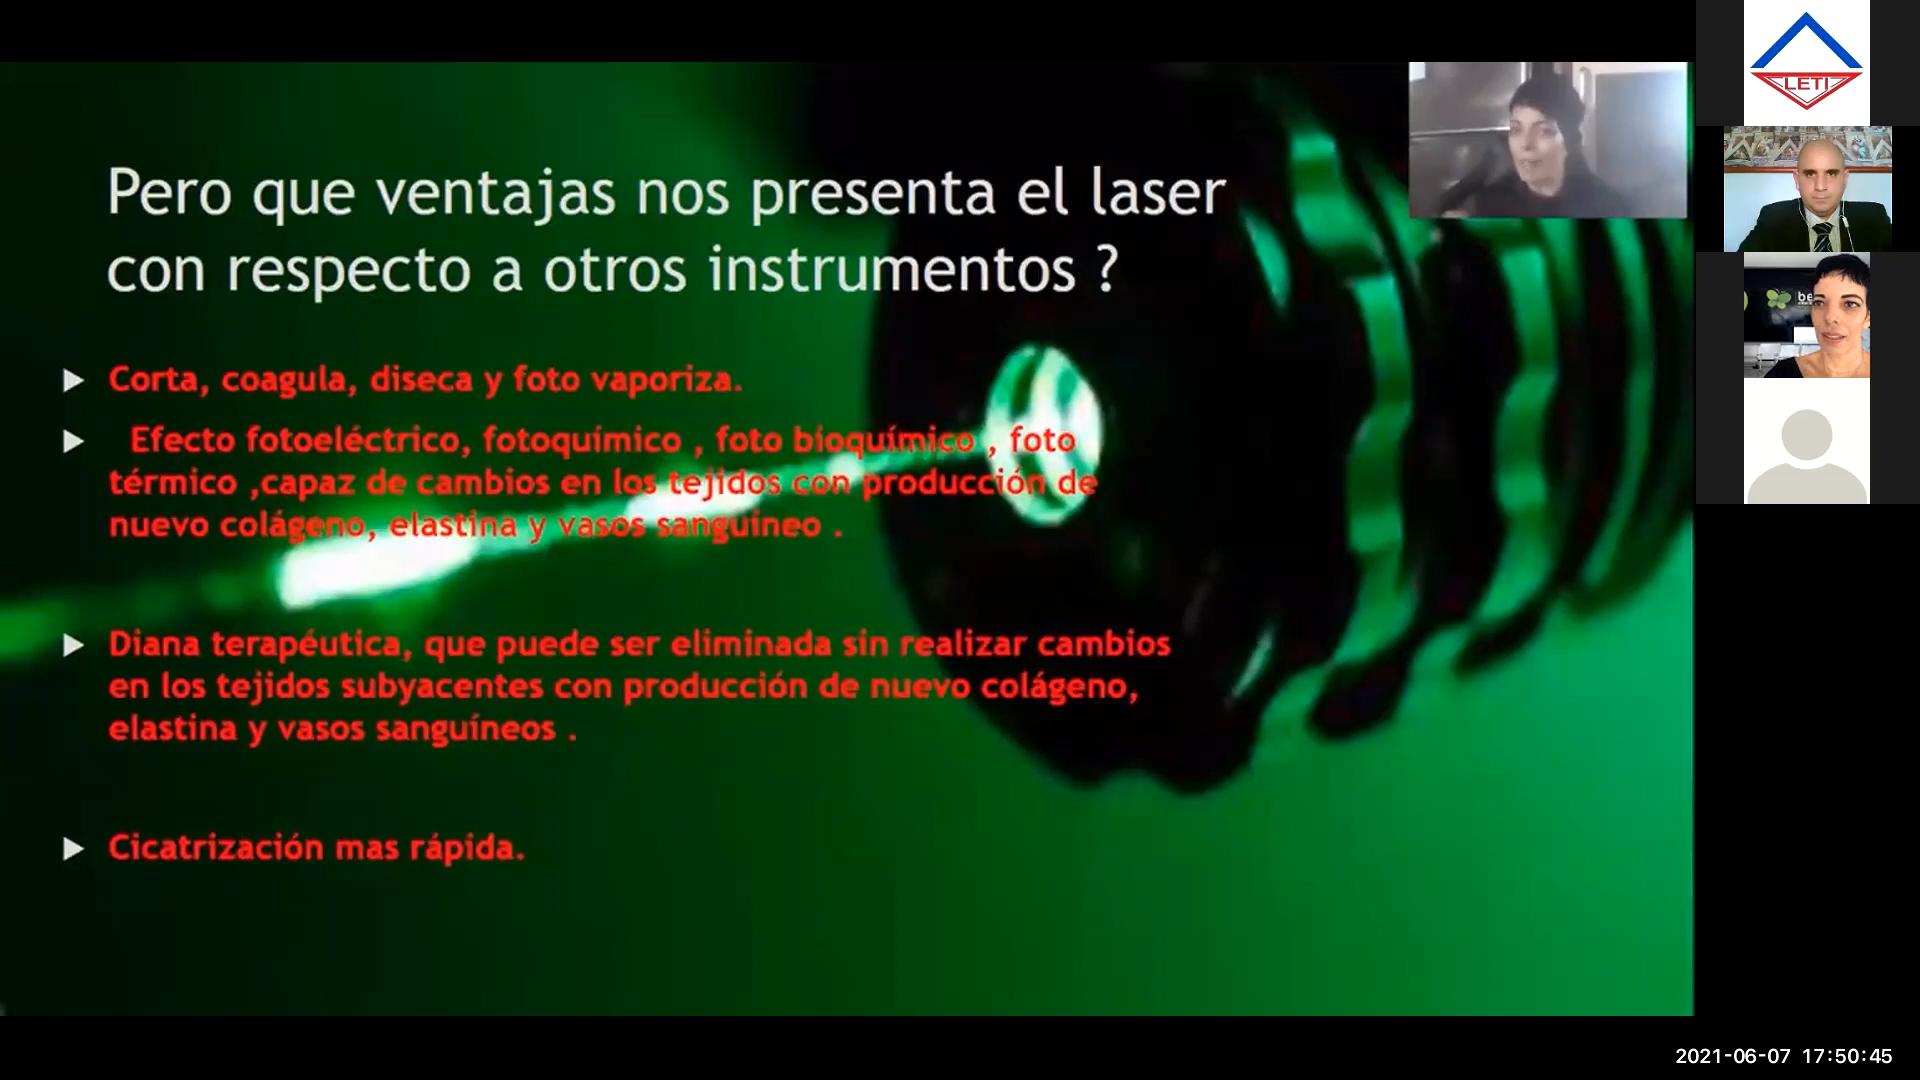 Pero que ventajas nos presenta el laser
con respecto a otros instrumentos ?
Corta, coagula, diseca y foto vaporiza.
Efecto fotoeléctrico, fotoquímico , foto bioquímico , foto
térmico ,capaz de cambios en los tejidos con producción de
nuevo colágeno, elastina y vasos sanguíneo .
Diana terapéutica, que puede ser eliminada sin realizar cambios
en los tejidos subyacentes con producción de nuevo colágeno,
elastina y vasos sanguíneos .
Cicatrización mas rápida.
LETI
be
2021-06-07 17:50:45